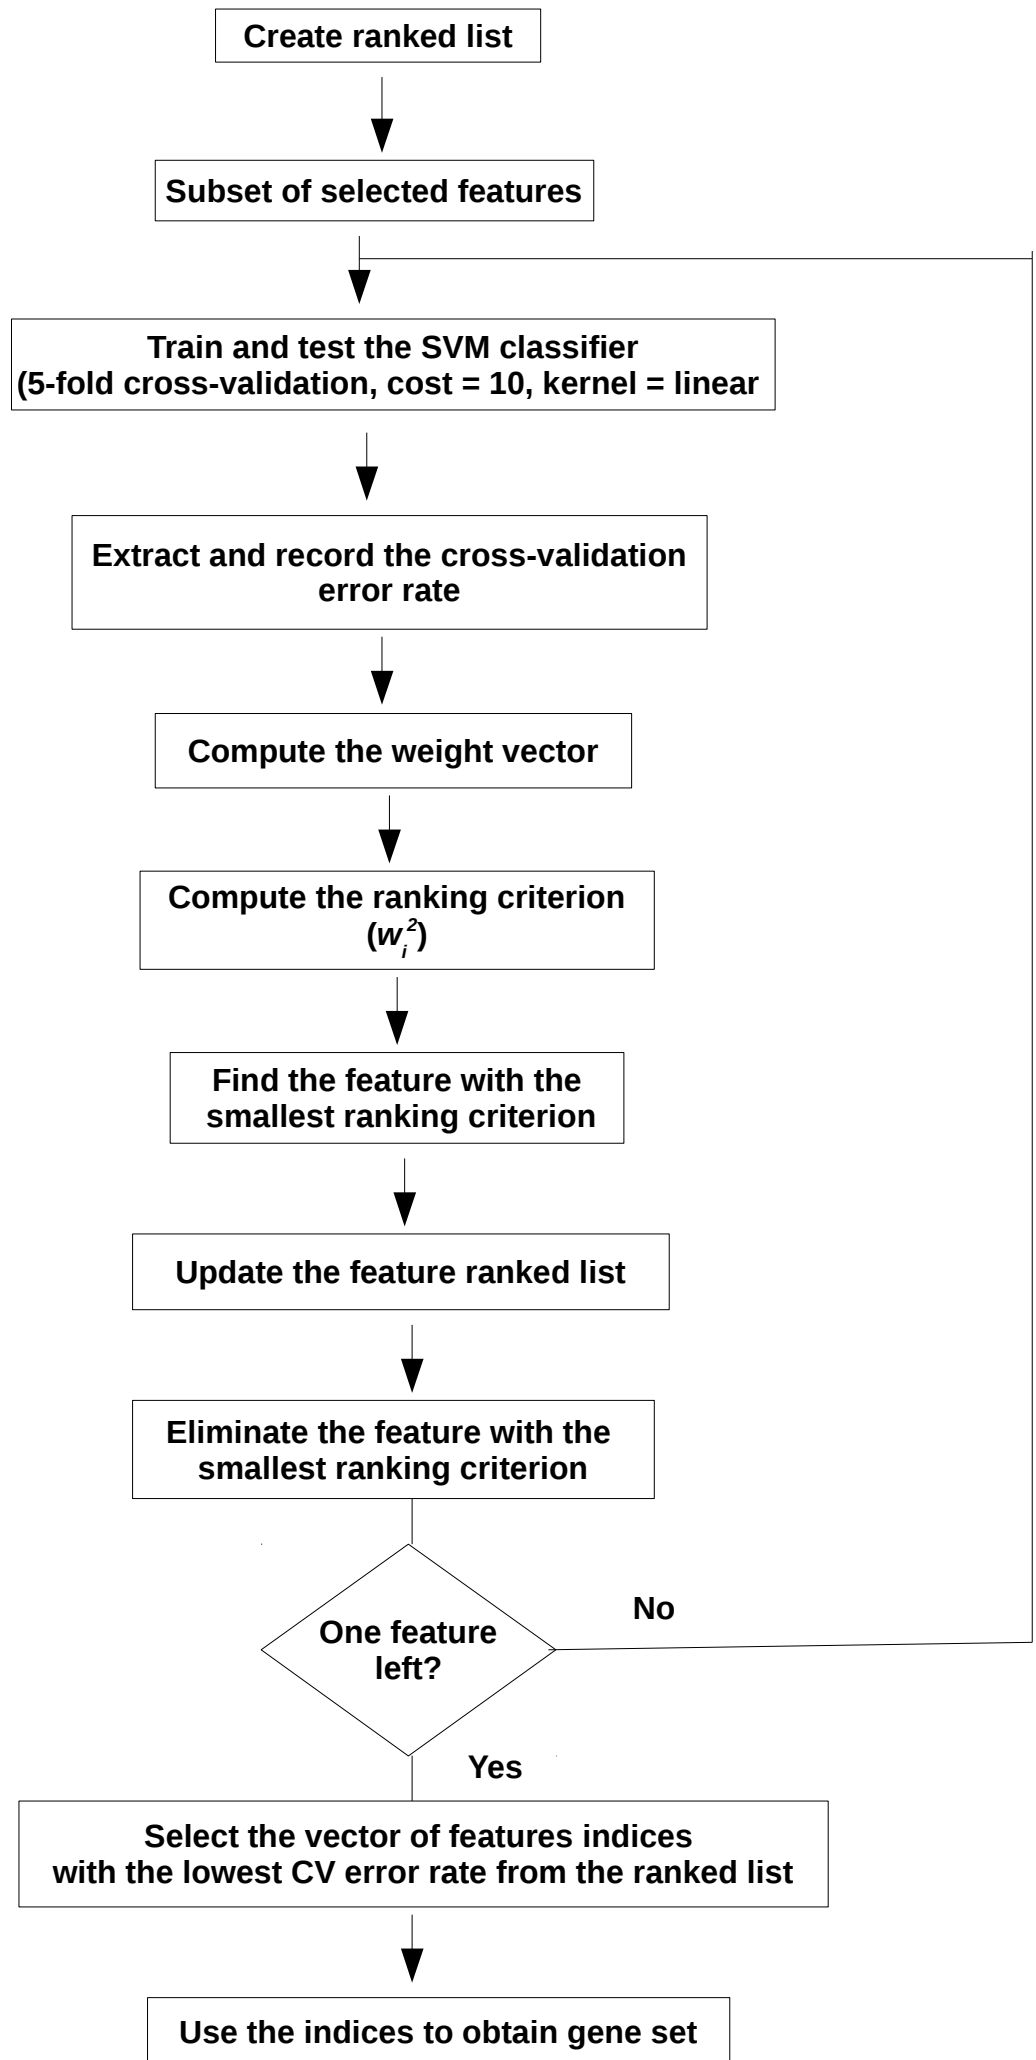 Create ranked list
Subset of selected features
Train and test the SVM classifier
(5-fold cross-validation, cost = 10, kernel = linear
Extract and record the cross-validation
error rate
Compute the weight vector
Compute the ranking criterion
(w_i^2)
Find the feature with the
smallest ranking criterion
Update the feature ranked list
Eliminate the feature with the
smallest ranking criterion
No
One feature
left?
Yes
Select the vector of features indices
with the lowest CV error rate from the ranked list
Use the indices to obtain gene set